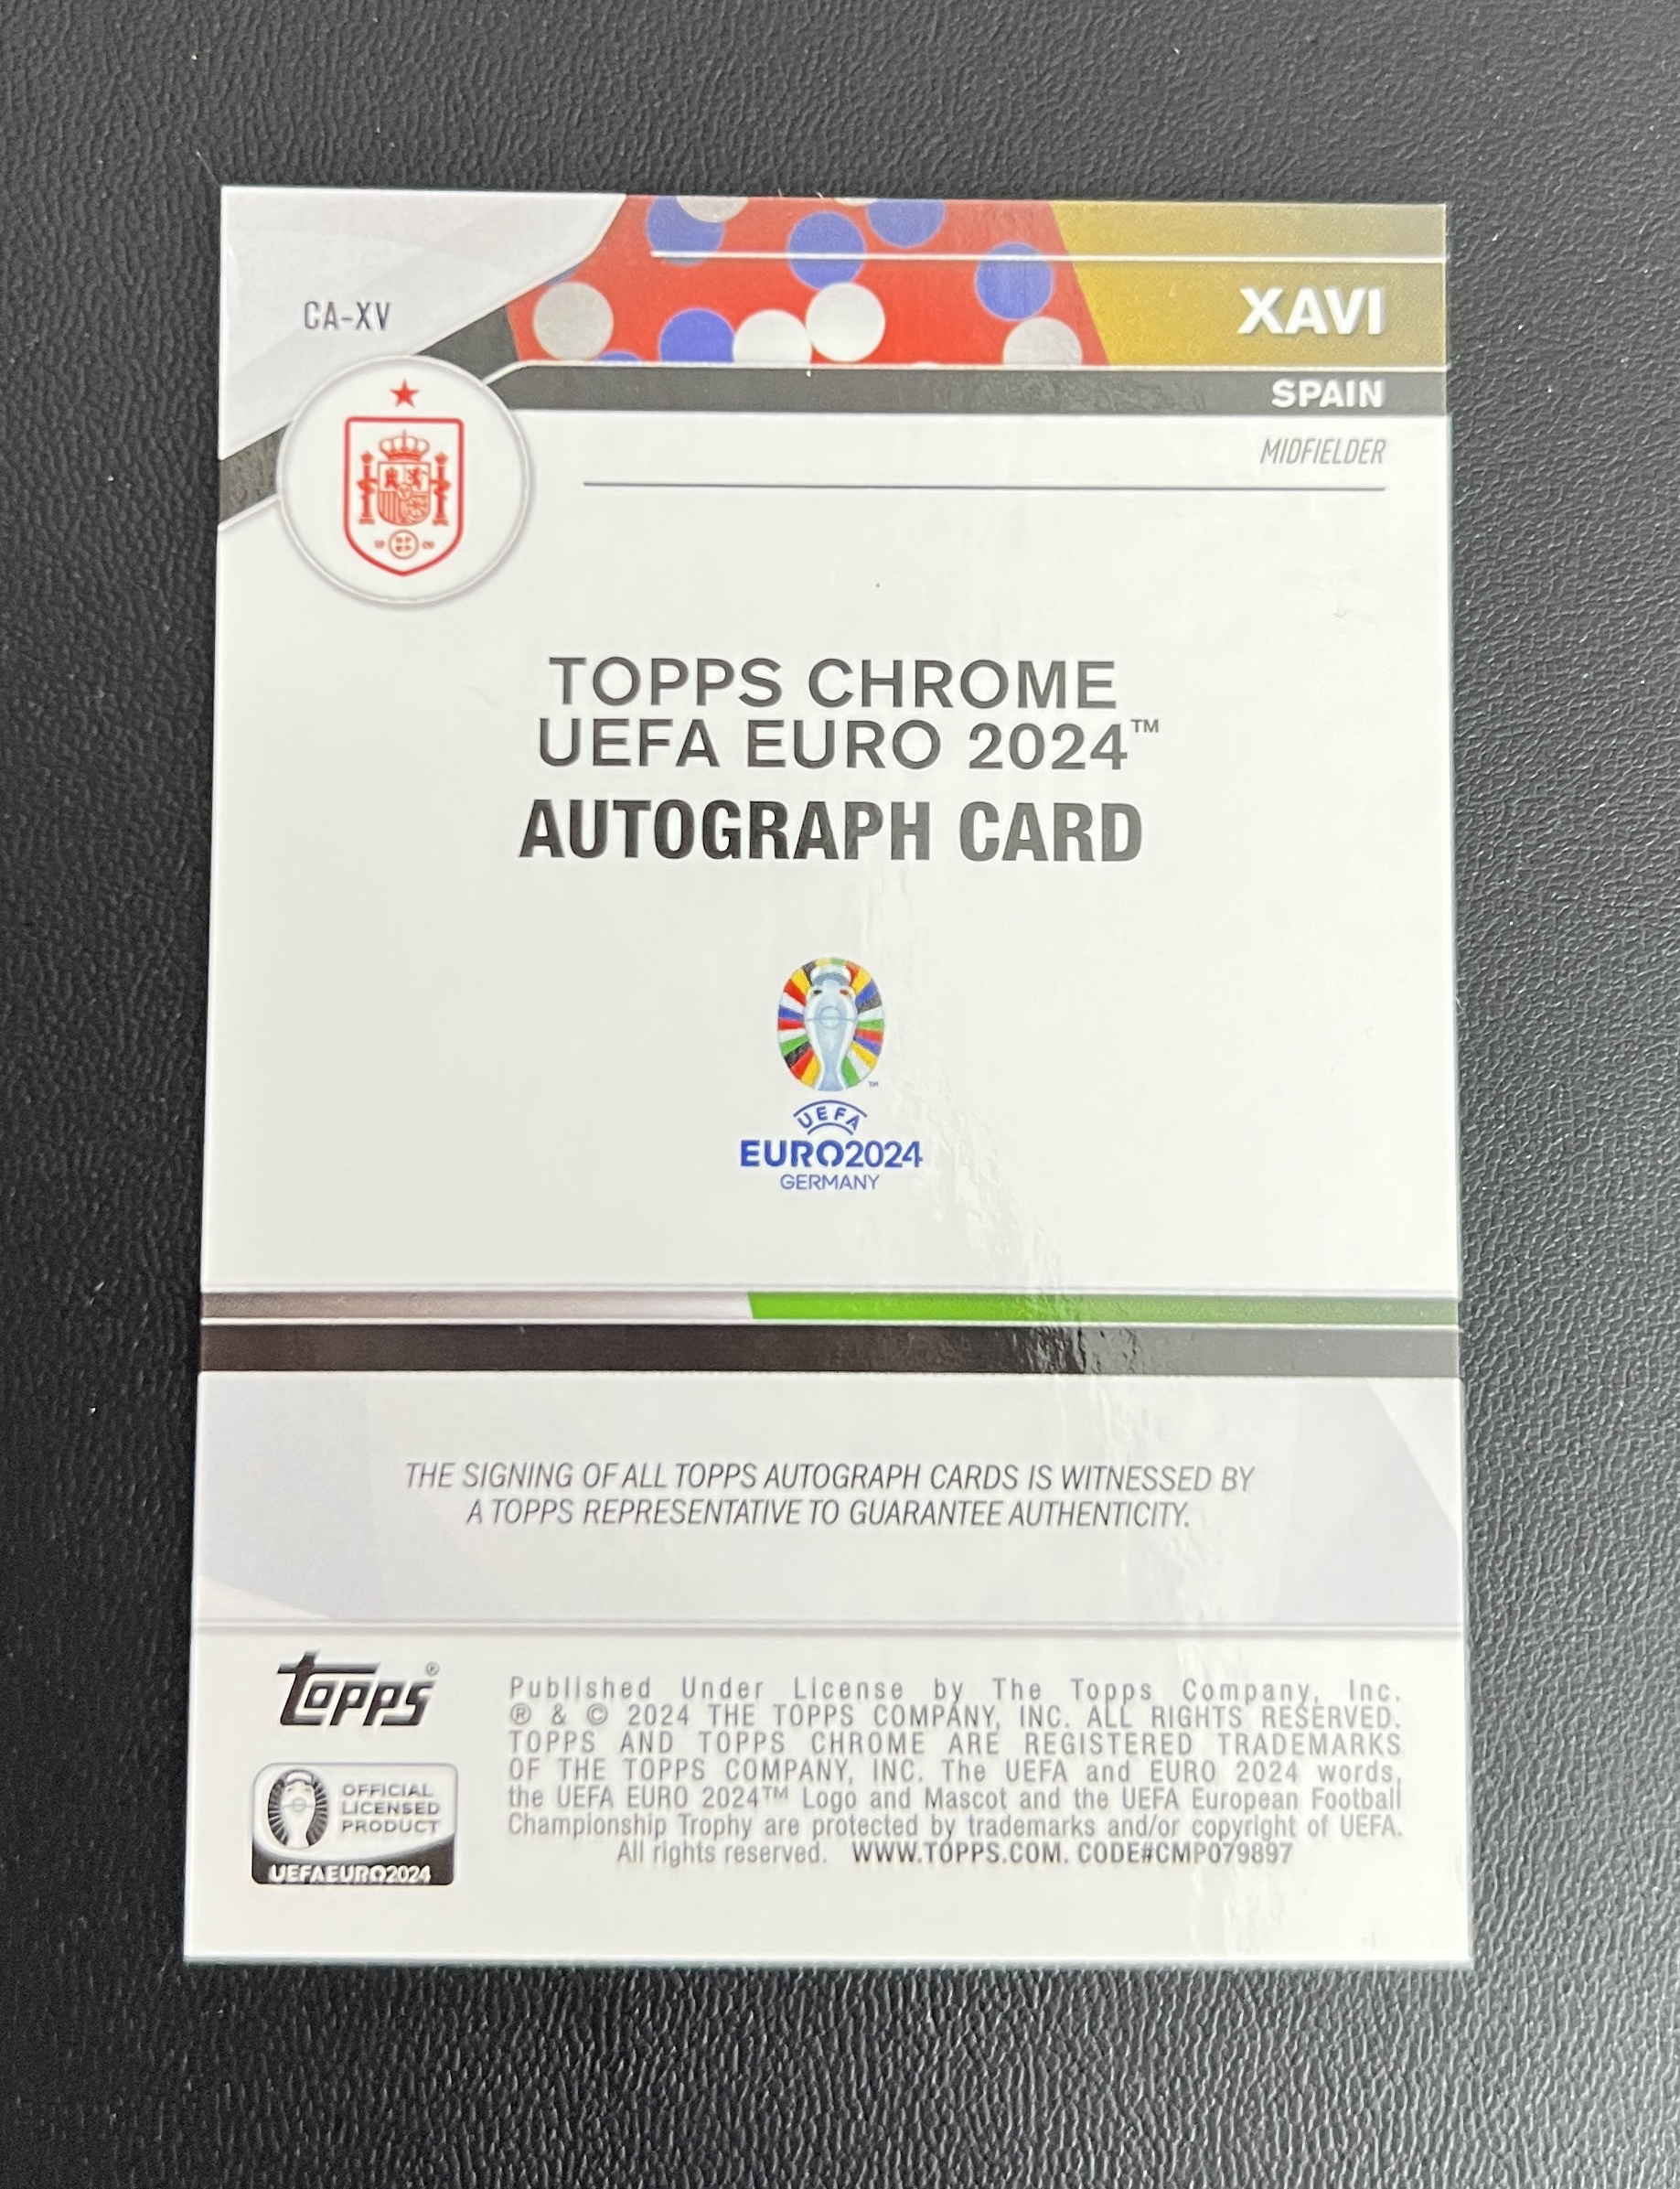 CA-XV
XAVI
SPAIN
MIDFIELDER
TOPPS CHROME
UEFA EURO 2024™
AUTOGRAPH CARD
TM
UEFA
EURO2024
GERMANY
THE SIGNING OF ALL TOPPS AUTOGRAPH CARDS IS WITNESSED BY
A TOPPS REPRESENTATIVE TO GUARANTEE AUTHENTICITY.
topps®
OFFICIAL
LICENSED
PRODUCT
UEFAEURO2024
Published Under License by The Topps Company, Inc.
® & © 2024 THE TOPPS COMPANY, INC. ALL RIGHTS RESERVED.
TOPPS AND TOPPS CHROME ARE REGISTERED TRADEMARKS
OF THE TOPPS COMPANY, INC. The UEFA and EURO 2024 words,
the UEFA EURO 2024™ Logo and Mascot and the UEFA European Football
Championship Trophy are protected by trademarks and/or copyright of UEFA.
All rights reserved. WWW.TOPPS.COM. CODE#CMP079897